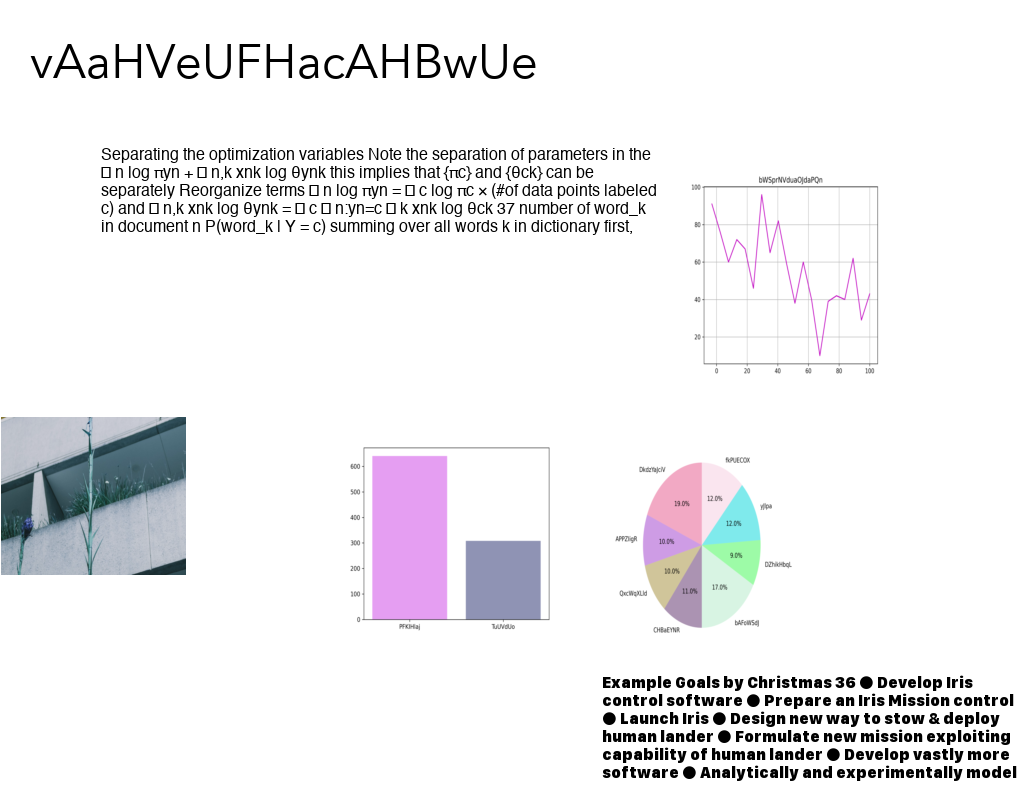 vAaHVeUFHacAHBwUe
Separating the optimization variables Note the separation of parameters in the
□ n log πyn + □ n,k xnk log θynk this implies that {πc} and {θck} can be
separately Reorganize terms □ n log πyn = □ c log πc × (#of data points labeled
c) and □ n,k xnk log θynk = □ c □ n:yn=c □ k xnk log θck 37 number of word_k
in document n P(word_k | Y = c) summing over all words k in dictionary first,
bWSprNVduaOJdaPQn
100
80
60
40
20
0 20 40 60 80 100
600
500
400
300
200
100
0
PFKIHIaj TuUVdUo
fkPUECOX
DkdzYaJciV
19.0% 12.0%
yJlpa
12.0%
APPZIigR 10.0%
9.0% DZhikHbqL
10.0%
QxcWqXLId 11.0% 17.0%
CHBaEYNR bAFoWSdJ
Example Goals by Christmas 36 ● Develop Iris
control software ● Prepare an Iris Mission control
● Launch Iris ● Design new way to stow & deploy
human lander ● Formulate new mission exploiting
capability of human lander ● Develop vastly more
software ● Analytically and experimentally model